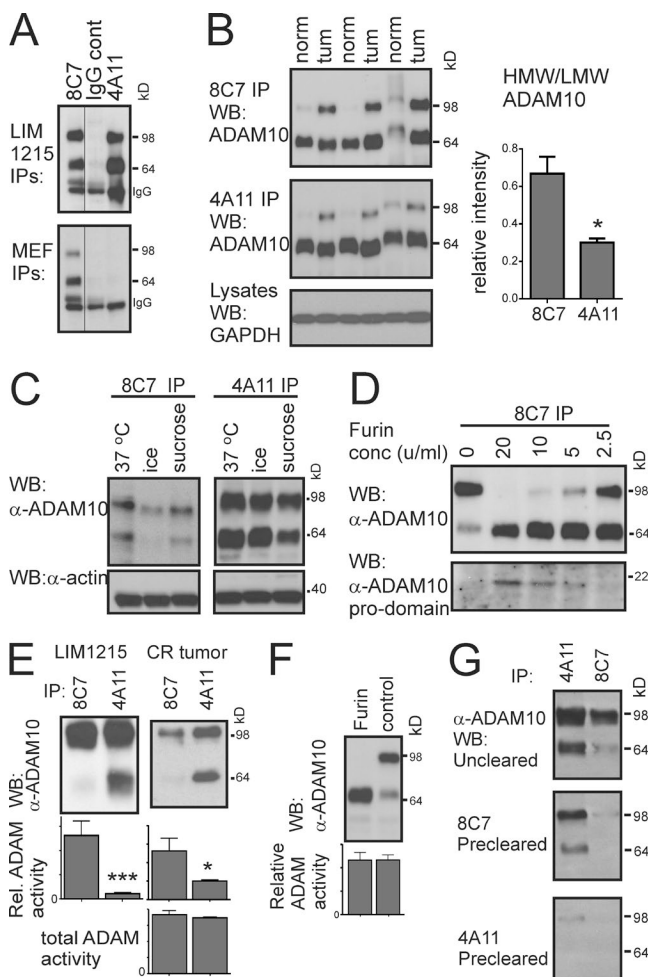 A
8C7
IgG cont
4A11
kD
LIM
1215
IPs:
98
64
IgG
MEF
IPs:
98
64
IgG
B
norm
tum
norm
tum
norm
tum
kD
8C7 IP
WB:
ADAM10
98
64
4A11 IP
WB:
ADAM10
98
64
Lysates
WB:
GAPDH
HMW/LMW
ADAM10
relative intensity
0.8
0.6
0.4
0.2
0.0
*
8C7
4A11
C
8C7 IP
4A11 IP
37 ºC
ice
sucrose
37 ºC
ice
sucrose
kD
WB:
α-ADAM10
98
64
WB:α-actin
40
D
8C7 IP
Furin
conc (u/ml)
0
20
10
5
2.5
kD
WB:
α-ADAM10
98
64
WB:
α-ADAM10
pro-domain
22
E
LIM1215
CR tumor
IP:
8C7
4A11
8C7
4A11
kD
WB:
α-ADAM10
98
64
Rel. ADAM
activity
***
*
0
0
total ADAM
activity
0
F
Furin
control
kD
WB: α-ADAM10
98
64
Relative
ADAM
activity
0
G
IP:
4A11
8C7
kD
α-ADAM10
WB:
Uncleared
98
64
8C7
Precleared
98
64
4A11
Precleared
98
64